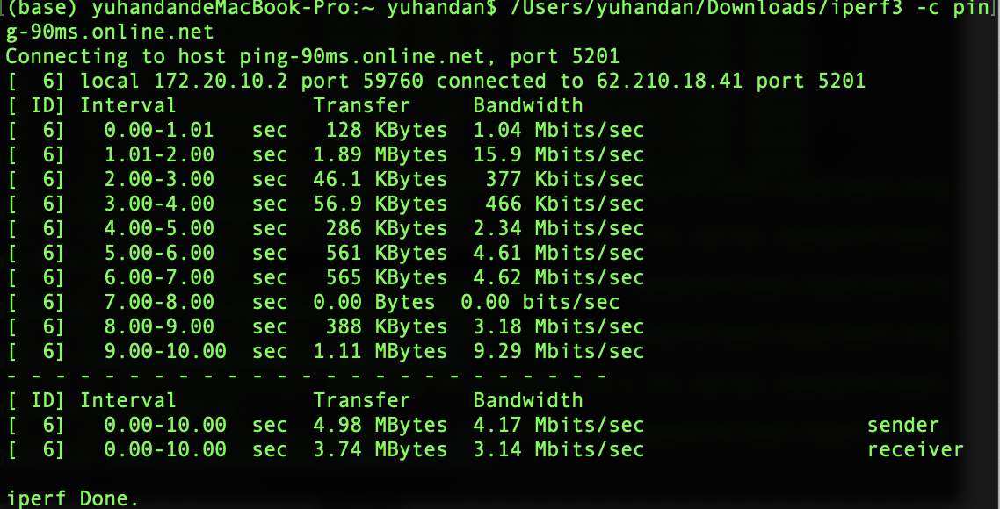 (base) yuhandandeMacBook-Pro:~ yuhandan$ /Users/yuhandan/Downloads/iperf3 -c pin
g-90ms.online.net
Connecting to host ping-90ms.online.net, port 5201
[  6] local 172.20.10.2 port 59760 connected to 62.210.18.41 port 5201
[ ID] Interval           Transfer     Bandwidth
[  6]   0.00-1.01   sec   128 KBytes  1.04 Mbits/sec
[  6]   1.01-2.00   sec  1.89 MBytes  15.9 Mbits/sec
[  6]   2.00-3.00   sec  46.1 KBytes   377 Kbits/sec
[  6]   3.00-4.00   sec  56.9 KBytes   466 Kbits/sec
[  6]   4.00-5.00   sec   286 KBytes  2.34 Mbits/sec
[  6]   5.00-6.00   sec   561 KBytes  4.61 Mbits/sec
[  6]   6.00-7.00   sec   565 KBytes  4.62 Mbits/sec
[  6]   7.00-8.00   sec  0.00 Bytes  0.00 bits/sec
[  6]   8.00-9.00   sec   388 KBytes  3.18 Mbits/sec
[  6]   9.00-10.00  sec  1.11 MBytes  9.29 Mbits/sec
- - - - - - - - - - - - - - - - - - - - - - - - -
[ ID] Interval           Transfer     Bandwidth
[  6]   0.00-10.00  sec  4.98 MBytes  4.17 Mbits/sec                  sender
[  6]   0.00-10.00  sec  3.74 MBytes  3.14 Mbits/sec                  receiver
iperf Done.